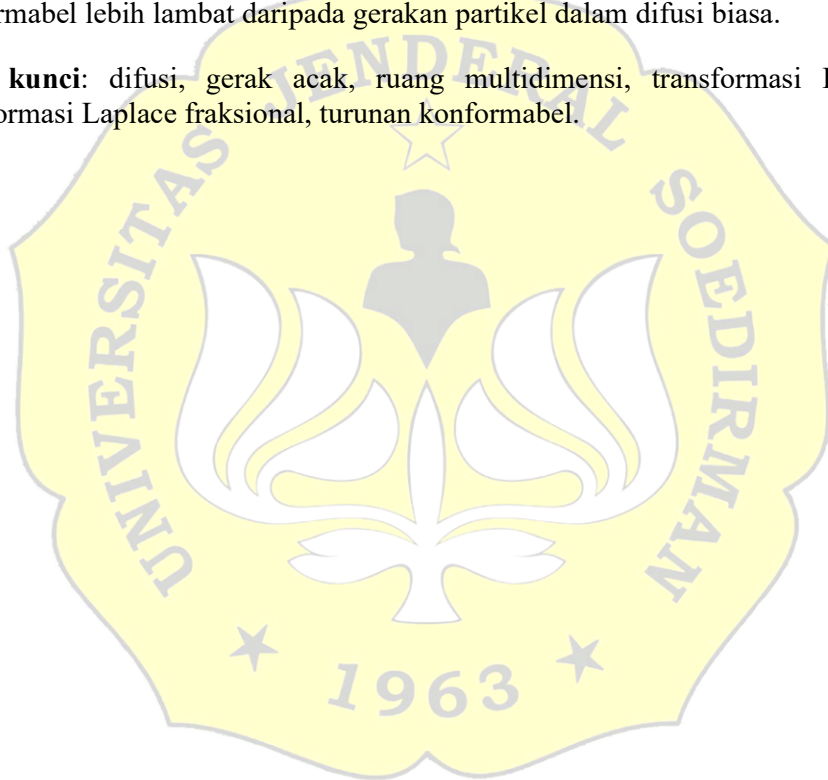 rmabel lebih lambat daripada gerakan partikel dalam difusi biasa.
kunci: difusi, gerak acak, ruang multidimensi, transformasi
ormasi Laplace fraksional, turunan konformabel.
UNIVERSITAS JENDERAL SOEDIRMAN
1963